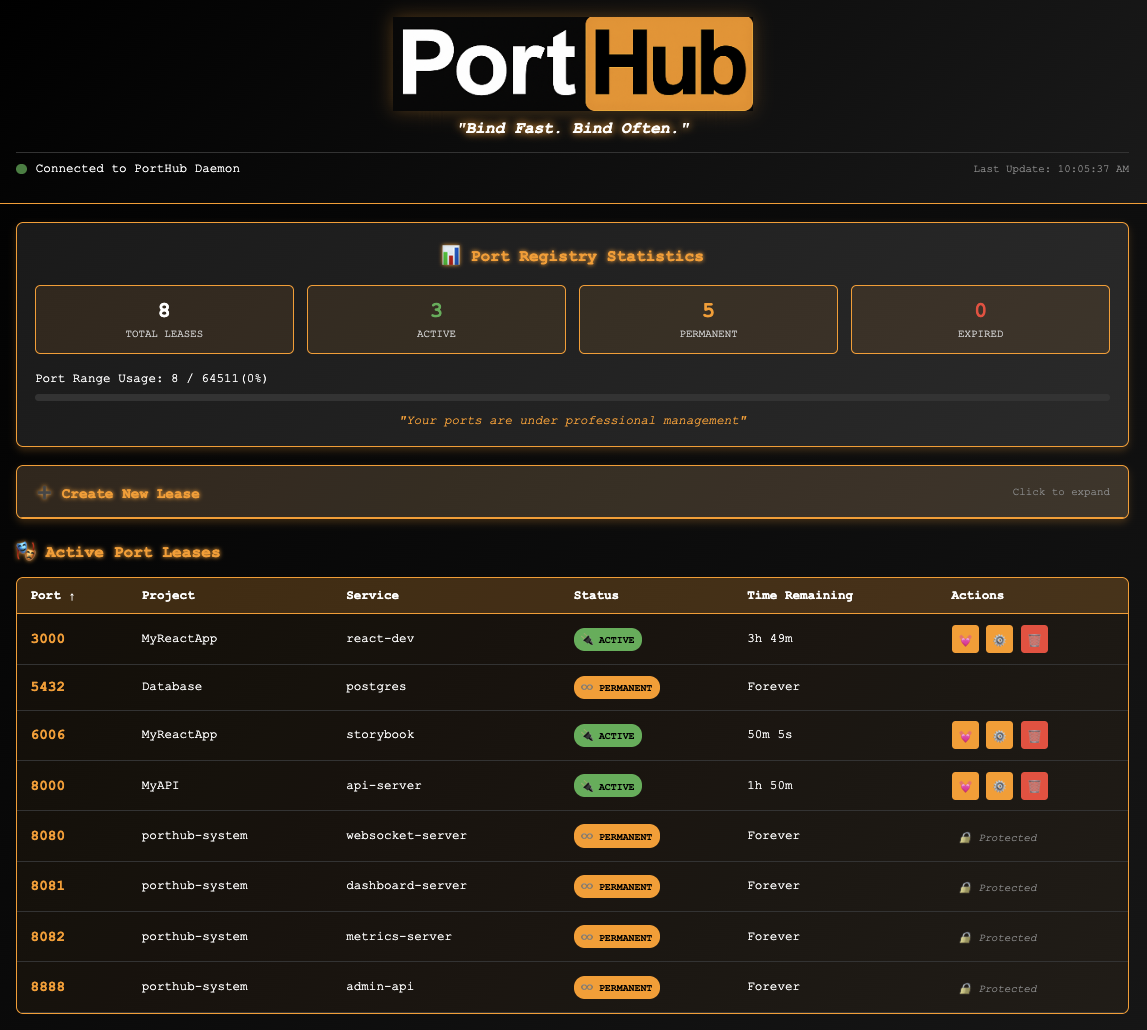 PortHub
"Bind Fast. Bind Often."
Connected to PortHub Daemon Last Update: 10:05:37 AM
📊 Port Registry Statistics
8 3 5 0
TOTAL LEASES ACTIVE PERMANENT EXPIRED
Port Range Usage: 8 / 64511(0%)
"Your ports are under professional management"
➕ Create New Lease Click to expand
🎭 Active Port Leases
Port ↑ Project Service Status Time Remaining Actions
3000 MyReactApp react-dev 🔌 ACTIVE 3h 49m 💓 ⚙️ 🗑️
5432 Database postgres ♾️ PERMANENT Forever
6006 MyReactApp storybook 🔌 ACTIVE 50m 5s 💓 ⚙️ 🗑️
8000 MyAPI api-server 🔌 ACTIVE 1h 50m 💓 ⚙️ 🗑️
8080 porthub-system websocket-server ♾️ PERMANENT Forever 🔒 Protected
8081 porthub-system dashboard-server ♾️ PERMANENT Forever 🔒 Protected
8082 porthub-system metrics-server ♾️ PERMANENT Forever 🔒 Protected
8888 porthub-system admin-api ♾️ PERMANENT Forever 🔒 Protected